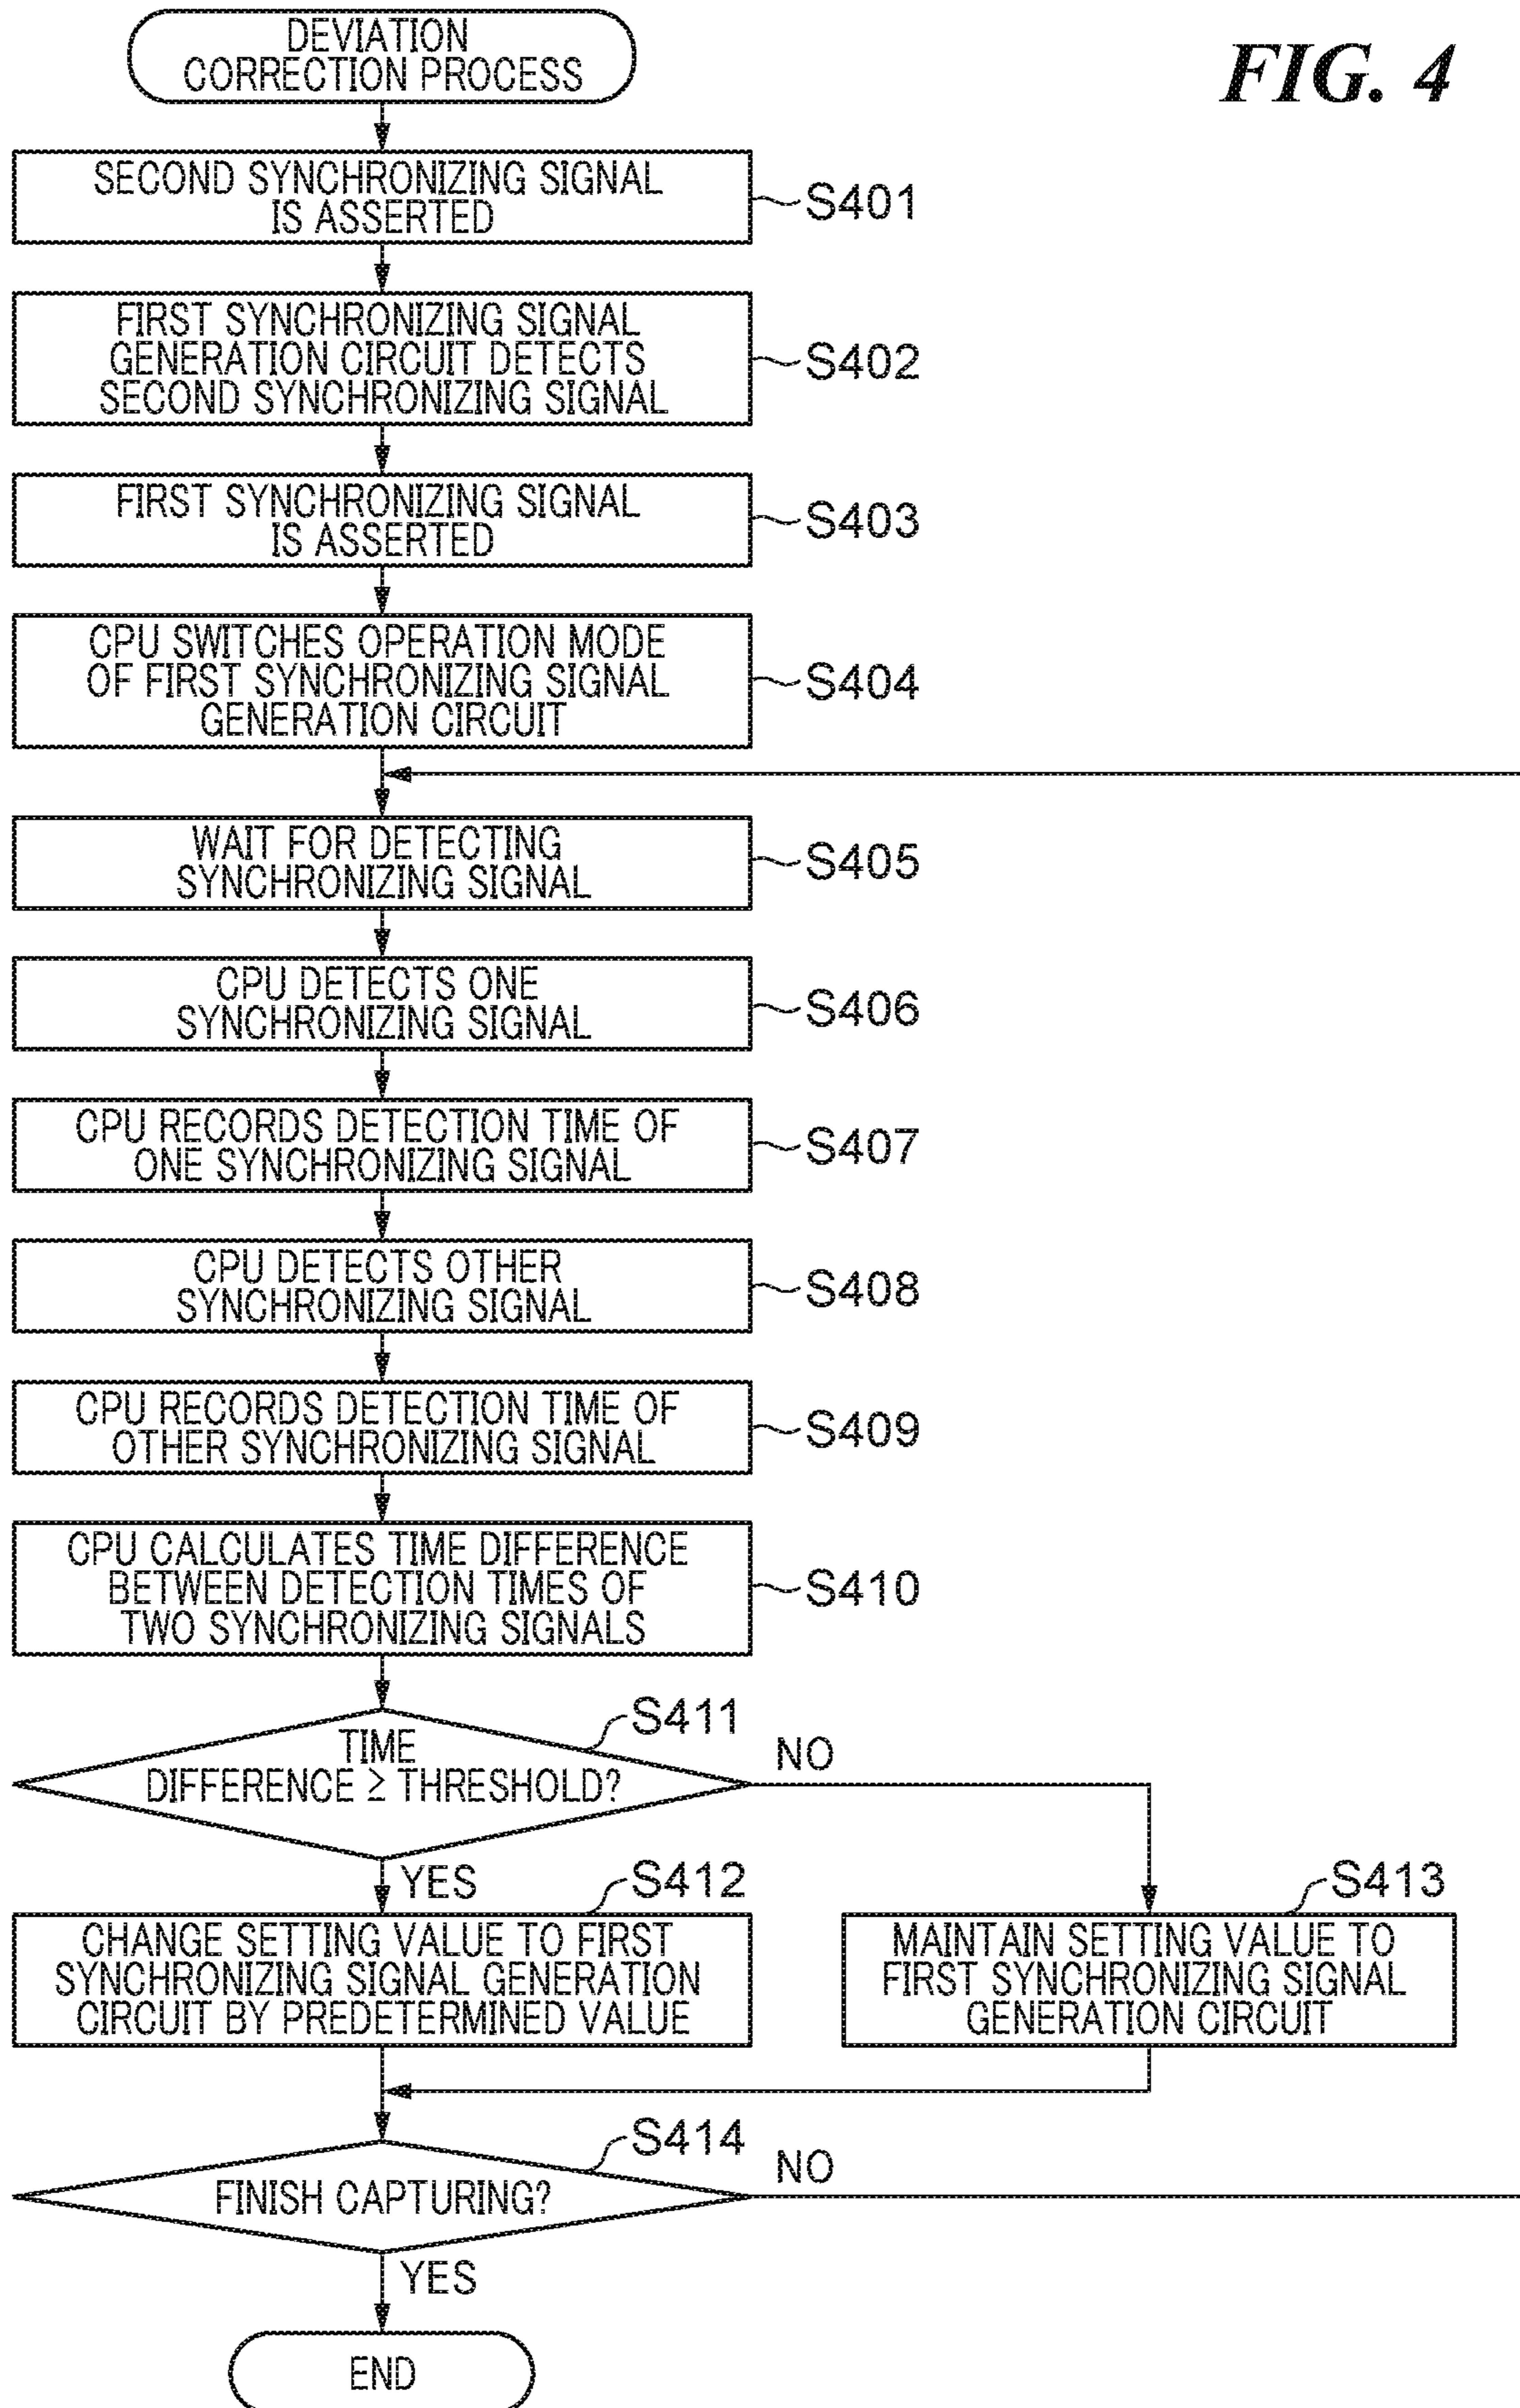 FIG. 4
DEVIATION
CORRECTION PROCESS
SECOND SYNCHRONIZING SIGNAL
IS ASSERTED
S401
FIRST SYNCHRONIZING SIGNAL
GENERATION CIRCUIT DETECTS
SECOND SYNCHRONIZING SIGNAL
S402
FIRST SYNCHRONIZING SIGNAL
IS ASSERTED
S403
CPU SWITCHES OPERATION MODE
OF FIRST SYNCHRONIZING SIGNAL
GENERATION CIRCUIT
S404
WAIT FOR DETECTING
SYNCHRONIZING SIGNAL
S405
CPU DETECTS ONE
SYNCHRONIZING SIGNAL
S406
CPU RECORDS DETECTION TIME OF
ONE SYNCHRONIZING SIGNAL
S407
CPU DETECTS OTHER
SYNCHRONIZING SIGNAL
S408
CPU RECORDS DETECTION TIME OF
OTHER SYNCHRONIZING SIGNAL
S409
CPU CALCULATES TIME DIFFERENCE
BETWEEN DETECTION TIMES OF
TWO SYNCHRONIZING SIGNALS
S410
S411
TIME
DIFFERENCE ≥ THRESHOLD?
NO
YES
S412
CHANGE SETTING VALUE TO FIRST
SYNCHRONIZING SIGNAL GENERATION
CIRCUIT BY PREDETERMINED VALUE
S413
MAINTAIN SETTING VALUE TO
FIRST SYNCHRONIZING SIGNAL
GENERATION CIRCUIT
S414
FINISH CAPTURING?
NO
YES
END